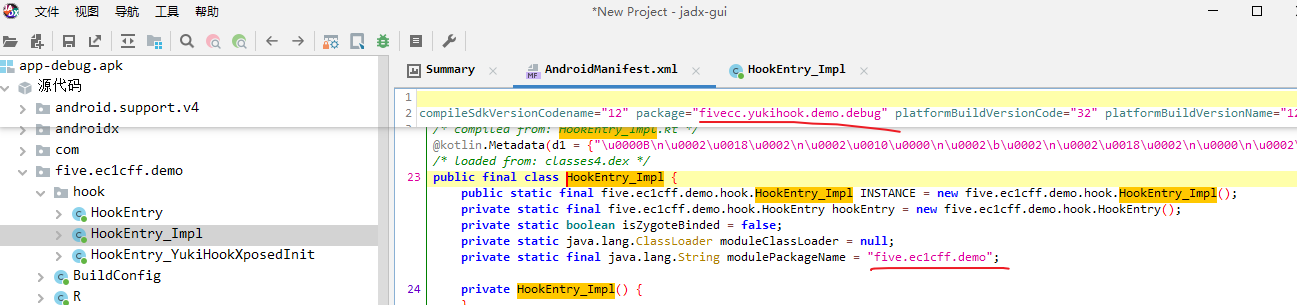 *New Project - jadx-gui
文件 视图 导航 工具 帮助
app-debug.apk
源代码
android.support.v4
androidx
com
five.ec1cff.demo
hook
HookEntry
HookEntry_Impl
HookEntry_YukiHookXposedInit
BuildConfig
R
Summary
AndroidManifest.xml
HookEntry_Impl
1
2 compileSdkVersionCodename="12" package="fivecc.yukihook.demo.debug" platformBuildVersionCode="32" platformBuildVersionName="12
/* compiled from: HookEntry_Impl.kt */
@kotlin.Metadata(d1 = {"\u0000B\n\u0002\u0018\u0002\n\u0002\u0010\u0000\n\u0002\b\u0002\n\u0002\u0018\u0002\n\u0000\n\u0002
/* loaded from: classes4.dex */
23 public final class HookEntry_Impl {
public static final five.ec1cff.demo.hook.HookEntry_Impl INSTANCE = new five.ec1cff.demo.hook.HookEntry_Impl();
private static final five.ec1cff.demo.hook.HookEntry hookEntry = new five.ec1cff.demo.hook.HookEntry();
private static boolean isZygoteBinded = false;
private static java.lang.ClassLoader moduleClassLoader = null;
private static final java.lang.String modulePackageName = "five.ec1cff.demo";
24 private HookEntry_Impl() {